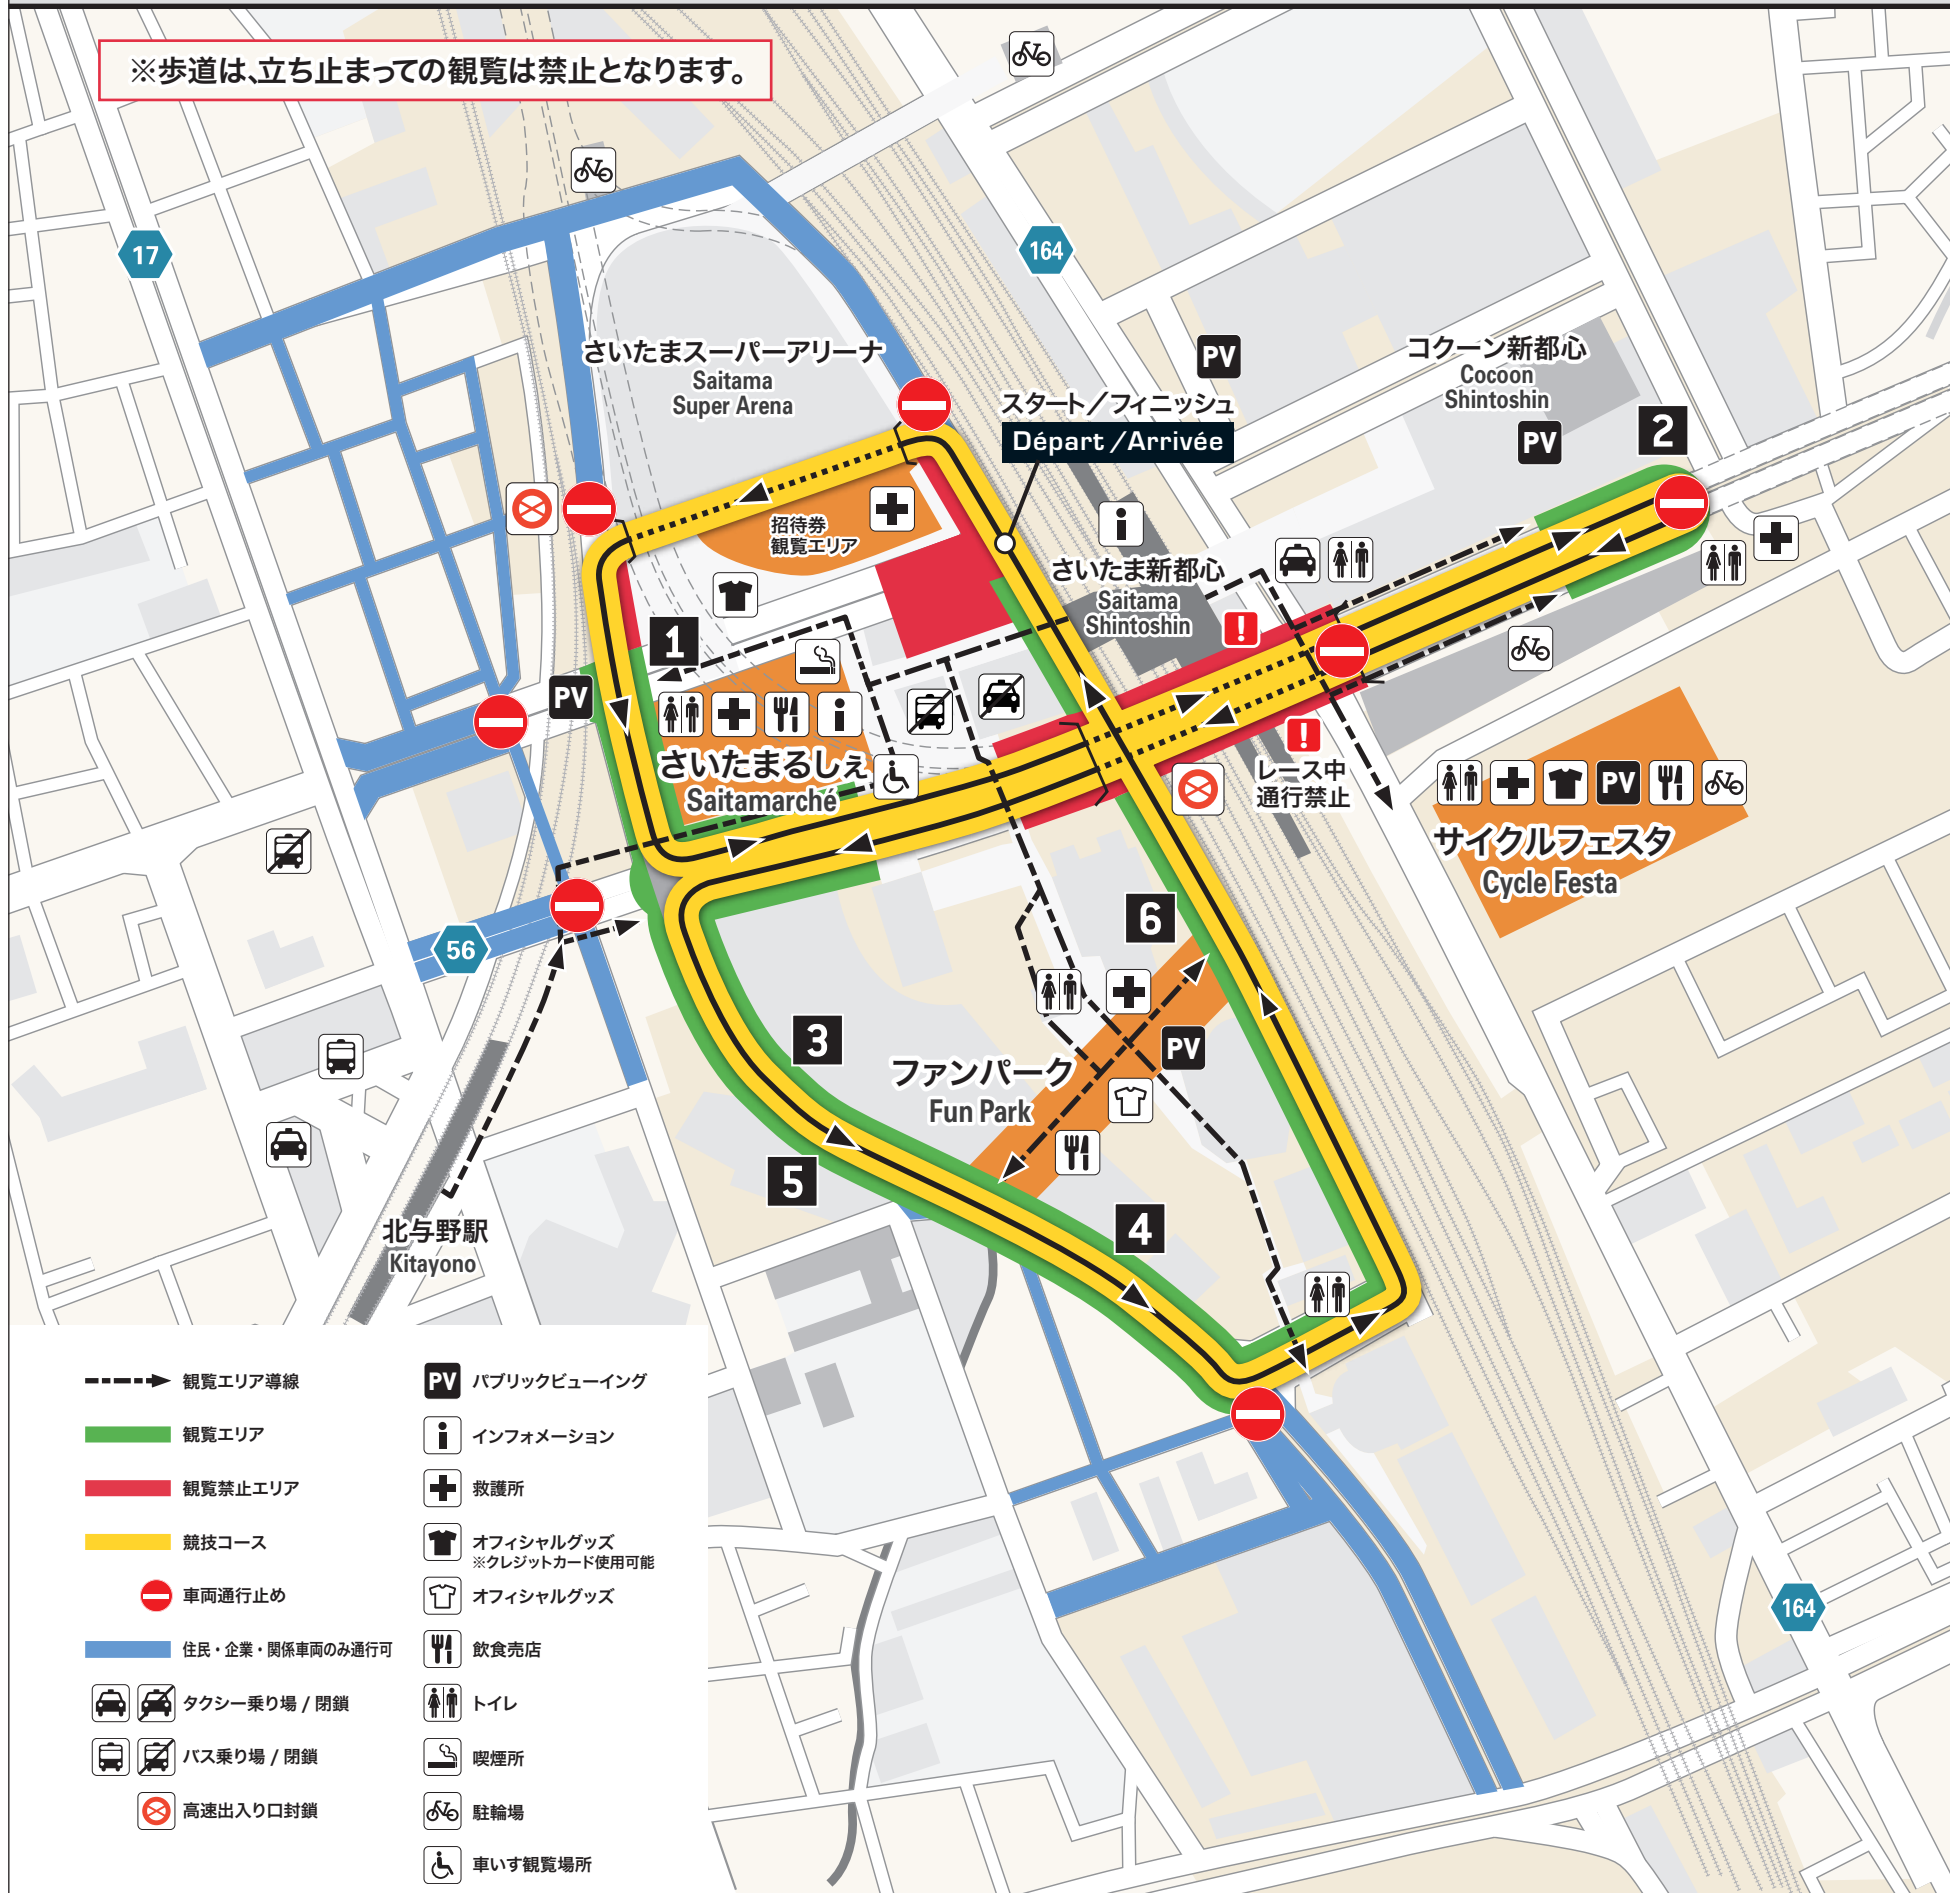 ※歩道は、立ち止まっての観覧は禁止となります。
17
164
さいたまスーパーアリーナ
Saitama
Super Arena
PV
スタート／フィニッシュ
Départ /Arrivée
コクーン新都心
Cocoon
Shintoshin
PV
2
招待券
観覧エリア
i
さいたま新都心
Saitama
Shintoshin
!
1
PV
i
さいたまるしぇ
Saitamarché
!
レース中
通行禁止
PV
サイクルフェスタ
Cycle Festa
56
6
3
PV
ファンパーク
Fun Park
5
4
北与野駅
Kitayono
164
観覧エリア導線
観覧エリア
観覧禁止エリア
競技コース
車両通行止め
住民・企業・関係車両のみ通行可
タクシー乗り場 / 閉鎖
バス乗り場 / 閉鎖
高速出入り口封鎖
PV パブリックビューイング
i インフォメーション
救護所
オフィシャルグッズ
※クレジットカード使用可能
オフィシャルグッズ
飲食売店
トイレ
喫煙所
駐輪場
車いす観覧場所